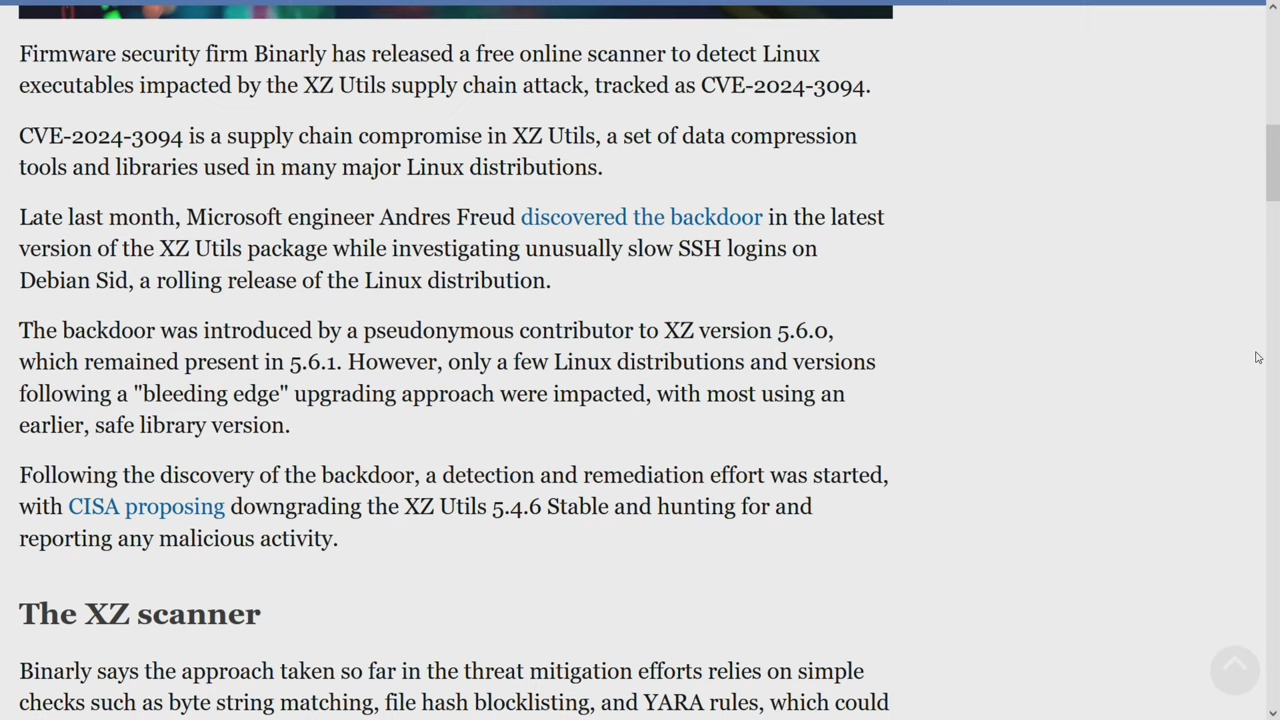 Firmware security firm Binarly has released a free online scanner to detect Linux
executables impacted by the XZ Utils supply chain attack, tracked as CVE-2024-3094.
CVE-2024-3094 is a supply chain compromise in XZ Utils, a set of data compression
tools and libraries used in many major Linux distributions.
Late last month, Microsoft engineer Andres Freud discovered the backdoor in the latest
version of the XZ Utils package while investigating unusually slow SSH logins on
Debian Sid, a rolling release of the Linux distribution.
The backdoor was introduced by a pseudonymous contributor to XZ version 5.6.0,
which remained present in 5.6.1. However, only a few Linux distributions and versions
following a "bleeding edge" upgrading approach were impacted, with most using an
earlier, safe library version.
Following the discovery of the backdoor, a detection and remediation effort was started,
with CISA proposing downgrading the XZ Utils 5.4.6 Stable and hunting for and
reporting any malicious activity.
The XZ scanner
Binarly says the approach taken so far in the threat mitigation efforts relies on simple
checks such as byte string matching, file hash blocklisting, and YARA rules, which could